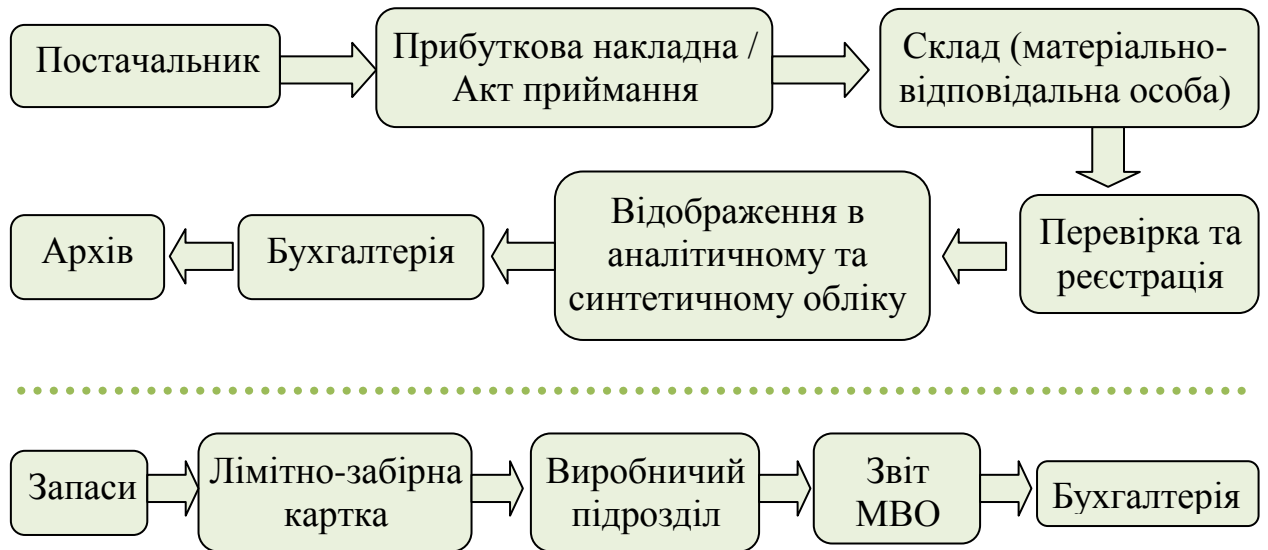 Постачальник
Прибуткова накладна /
Акт приймання
Склад (матеріально-
відповідальна особа)
Перевірка та
реєстрація
Відображення в
аналітичному та
синтетичному обліку
Бухгалтерія
Архів
Запаси
Лімітно-забірна
картка
Виробничий
підрозділ
Звіт
МВО
Бухгалтерія